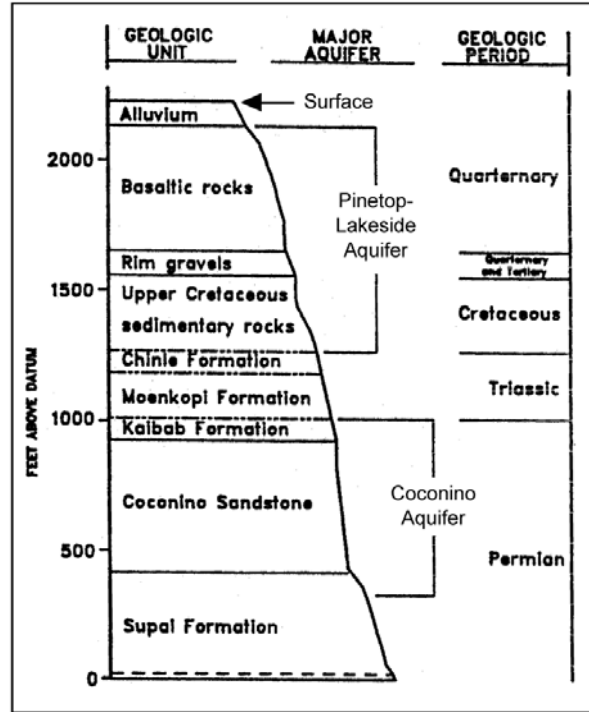 GEOLOGIC
UNIT
MAJOR
AQUIFER
GEOLOGIC
PERIOD
Surface
Alluvium
2000
Basaltic rocks
Pinetop-
Lakeside
Aquifer
Quarternary
Rim gravels
Quarternary
and Tertiary
1500
Upper Cretaceous
sedimentary rocks
Cretaceous
Chinle Formation
Moenkopi Formation
Triassic
1000
Kaibab Formation
FEET ABOVE DATUM
Coconino Sandstone
Coconino
Aquifer
500
Permian
Supai Formation
0